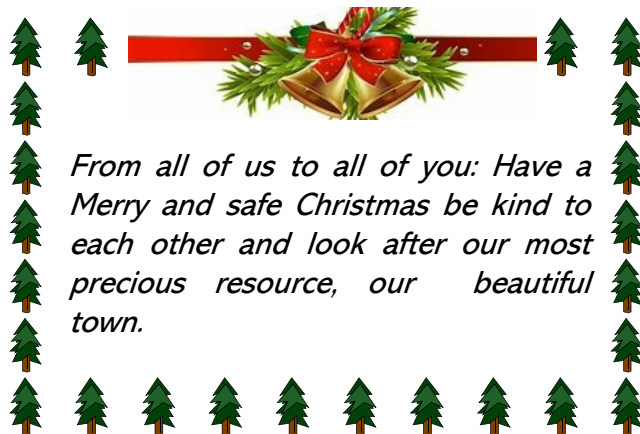 From all of us to all of you: Have a
Merry and safe Christmas be kind to
each other and look after our most
precious resource, our beautiful
town.